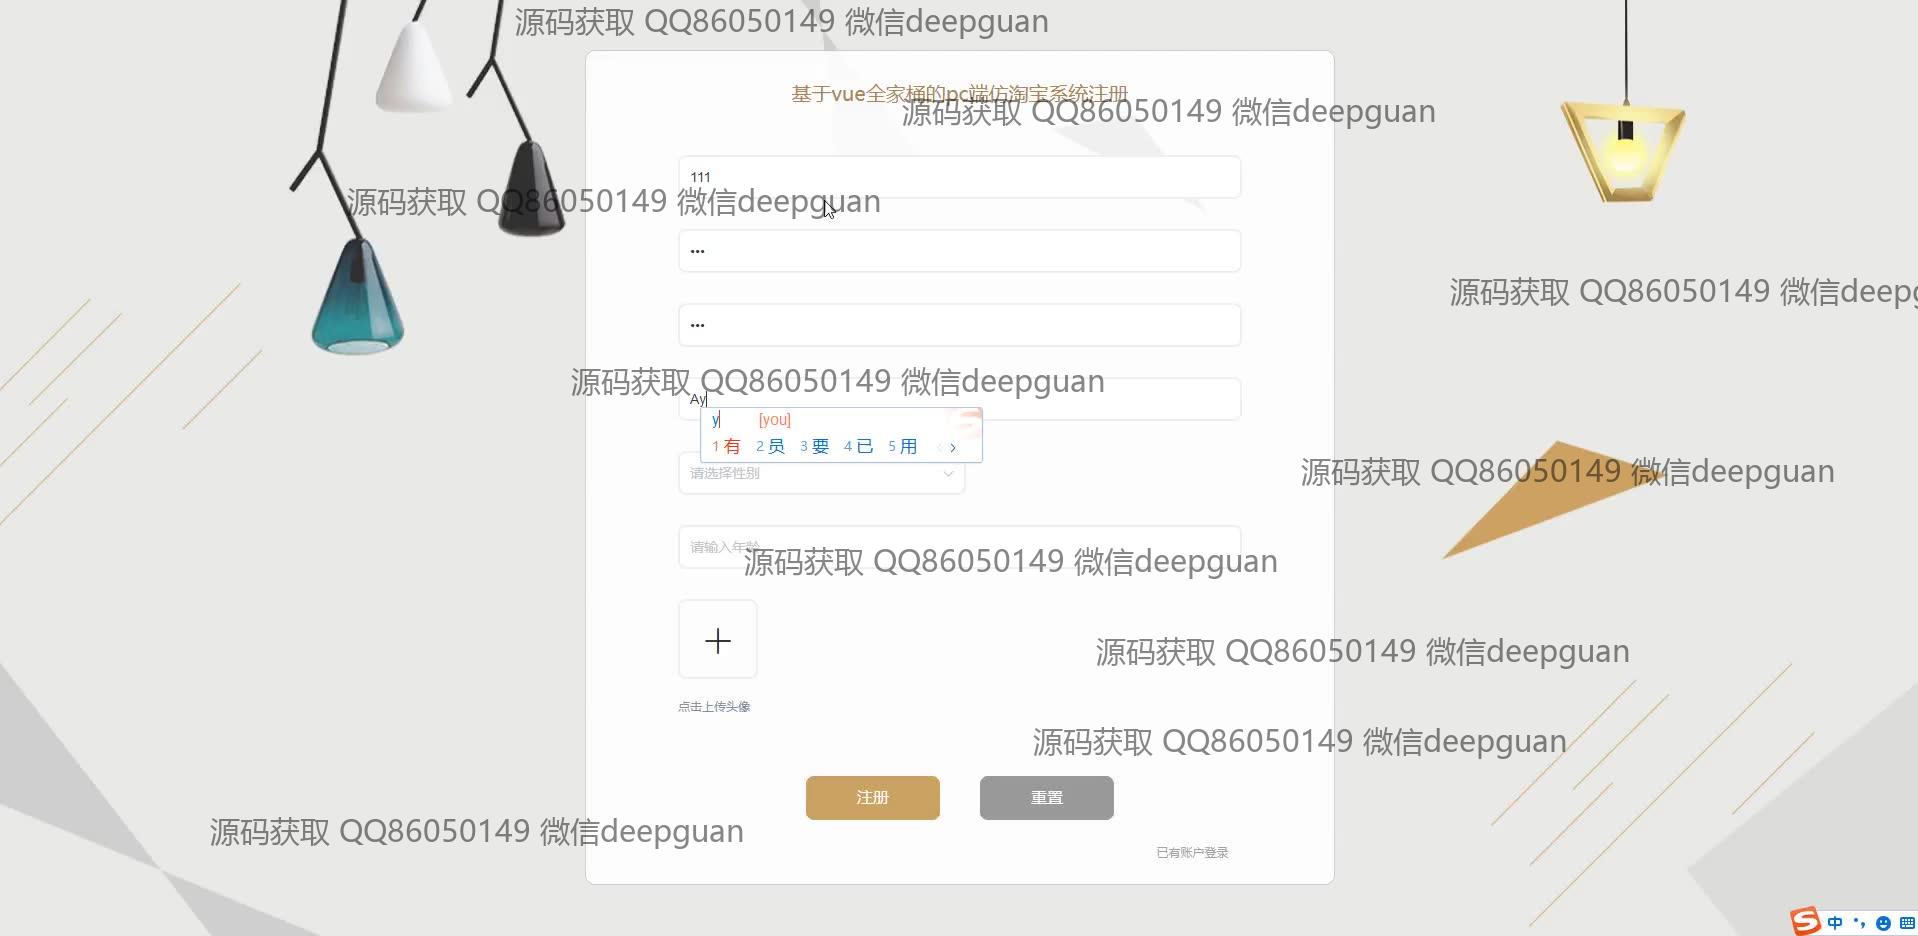 源码获取 QQ86050149 微信deepguan
基于vue全家桶的pc端仿淘宝系统注册
源码获取 QQ86050149 微信deepguan
111
源码获取 QQ86050149 微信deepguan
•••
源码获取 QQ86050149 微信deepg
•••
源码获取 QQ86050149 微信deepguan
Ay
y [you]
1 有 2 员 3 要 4 已 5 用
请选择性别
源码获取 QQ86050149 微信deepguan
请输入年龄
源码获取 QQ86050149 微信deepguan
源码获取 QQ86050149 微信deepguan
点击上传头像
源码获取 QQ86050149 微信deepguan
注册 重置
源码获取 QQ86050149 微信deepguan
已有账户登录
中